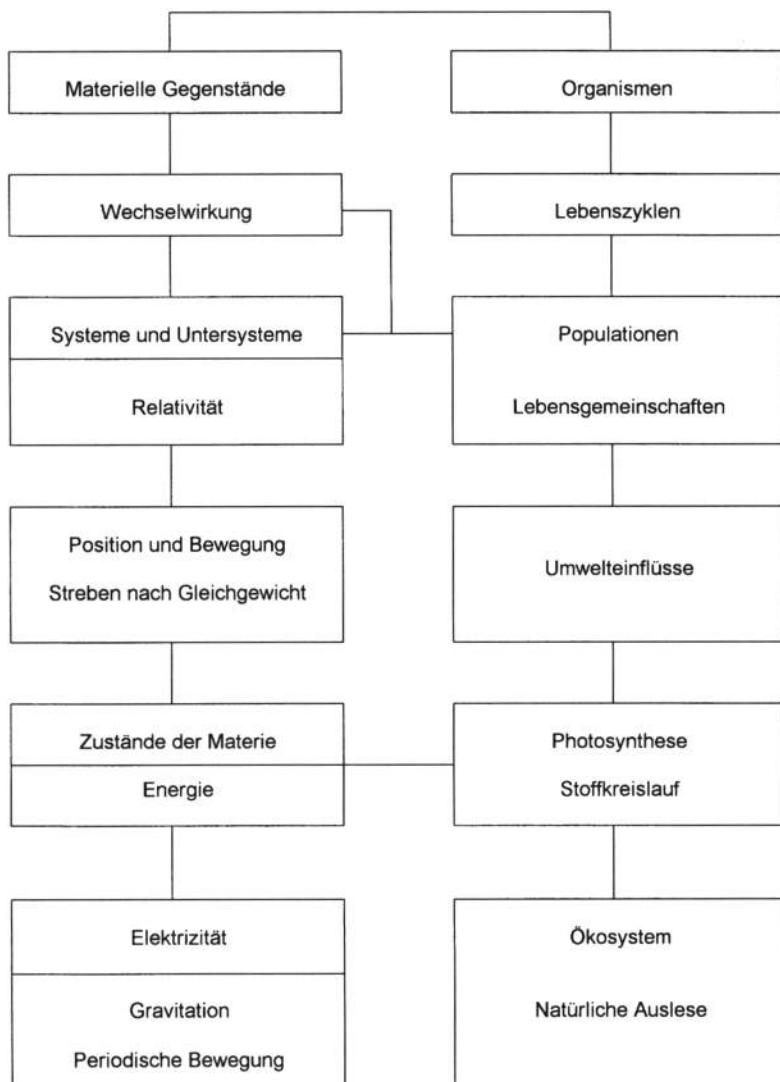 Materielle Gegenstände
Organismen
Wechselwirkung
Lebenszyklen
Systeme und Untersysteme
Populationen
Relativität
Lebensgemeinschaften
Position und Bewegung
Streben nach Gleichgewicht
Umwelteinflüsse
Zustände der Materie
Photosynthese
Energie
Stoffkreislauf
Elektrizität
Ökosystem
Gravitation
Natürliche Auslese
Periodische Bewegung